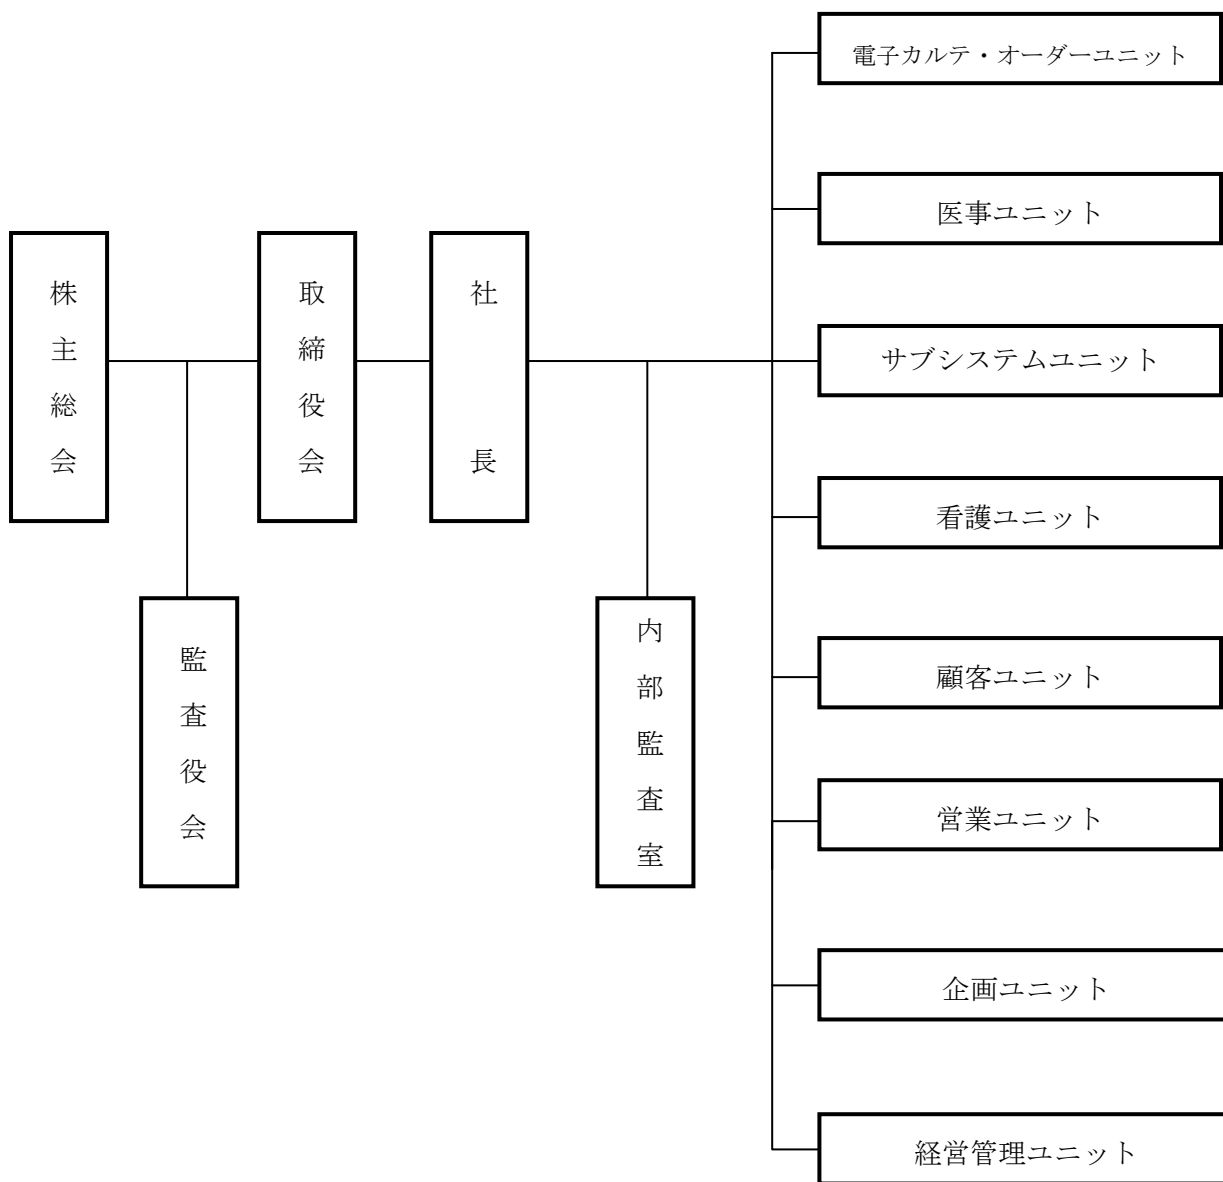 株主総会
監査役会
取締役会
社長
内部監査室
電子カルテ・オーダーユニット
医事ユニット
サブシステムユニット
看護ユニット
顧客ユニット
営業ユニット
企画ユニット
経営管理ユニット